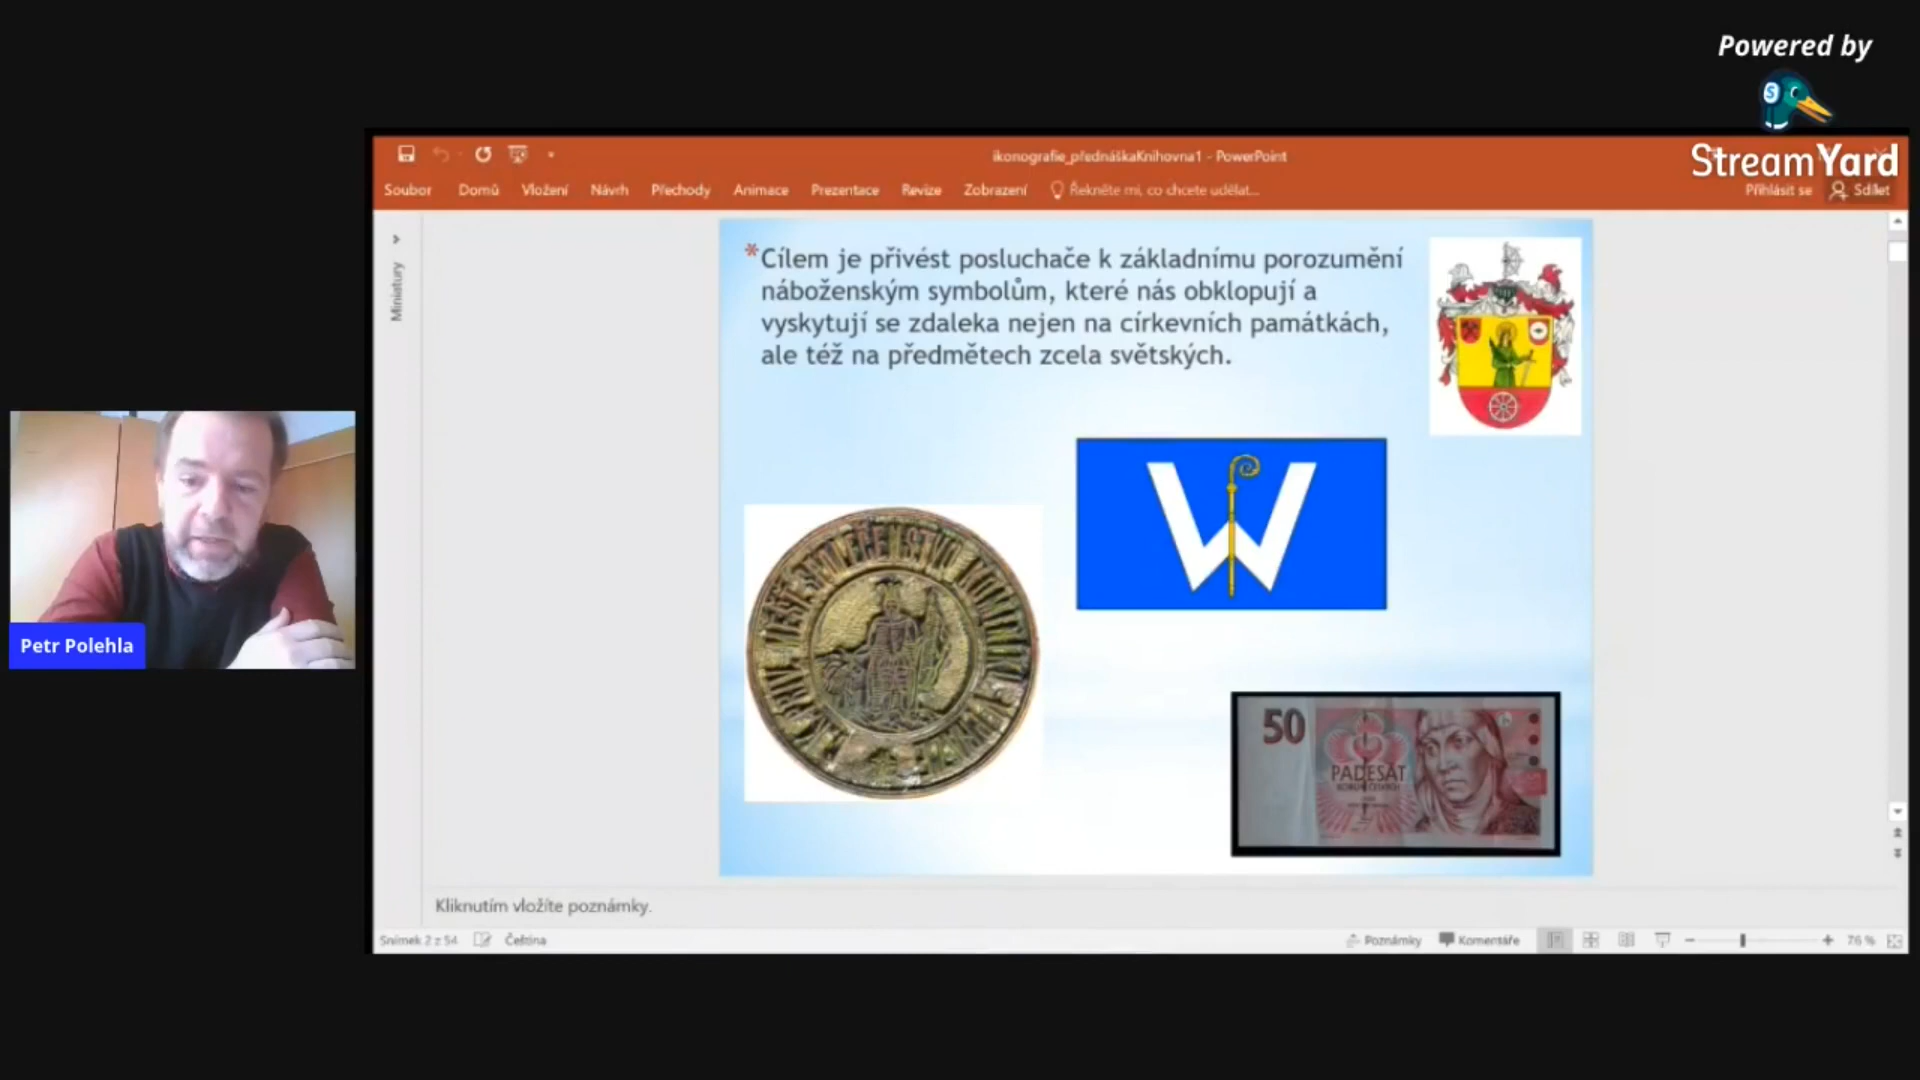 Powered by
StreamYard
ikonografie_přednáškaKnihovna1 - PowerPoint
Soubor Domů Vložení Návrh Přechody Animace Prezentace Revize Zobrazení Řekněte mi, co chcete udělat... Přihlásit se Sdílet
Miniatury
*Cílem je přivést posluchače k základnímu porozumění
náboženským symbolům, které nás obklopují a
vyskytují se zdaleka nejen na církevních památkách,
ale též na předmětech zcela světských.
W
50
PADESÁT
KORUN ČESKÝCH
Petr Polehla
Kliknutím vložíte poznámky.
Snímek 2 z 54 Čeština Poznámky Komentáře 76 %